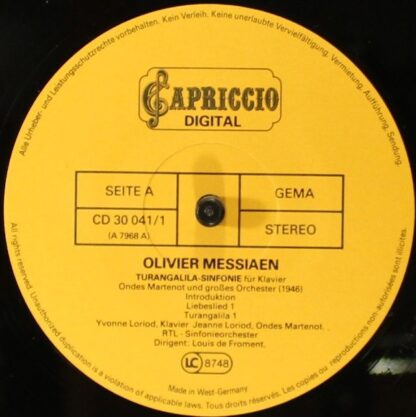 Alle Urheber- und Leistungsschutzrechte vorbehalten. Kein Verleih. Keine unerlaubte Vervielfältigung, Vermietung, Aufführung, Sendung.
CAPRICCIO
DIGITAL
SEITE A
GEMA
CD 30 041/1
(A 7968 A)
STEREO
OLIVIER MESSIAEN
TURANGALILA-SINFONIE für Klavier
Ondes Martenot und großes Orchester (1946)
Introduktion
Liebeslied 1
Turangalila 1
Yvonne Loriod, Klavier. Jeanne Loriod, Ondes Martenot.
RTL - Sinfonieorchester
Dirigent: Louis de Froment.
LC 8748
Made in West-Germany
All rights reserved. Unauthorized duplication is a violation of applicable laws. Les copies ou reproductions non autorisées sont illicites.